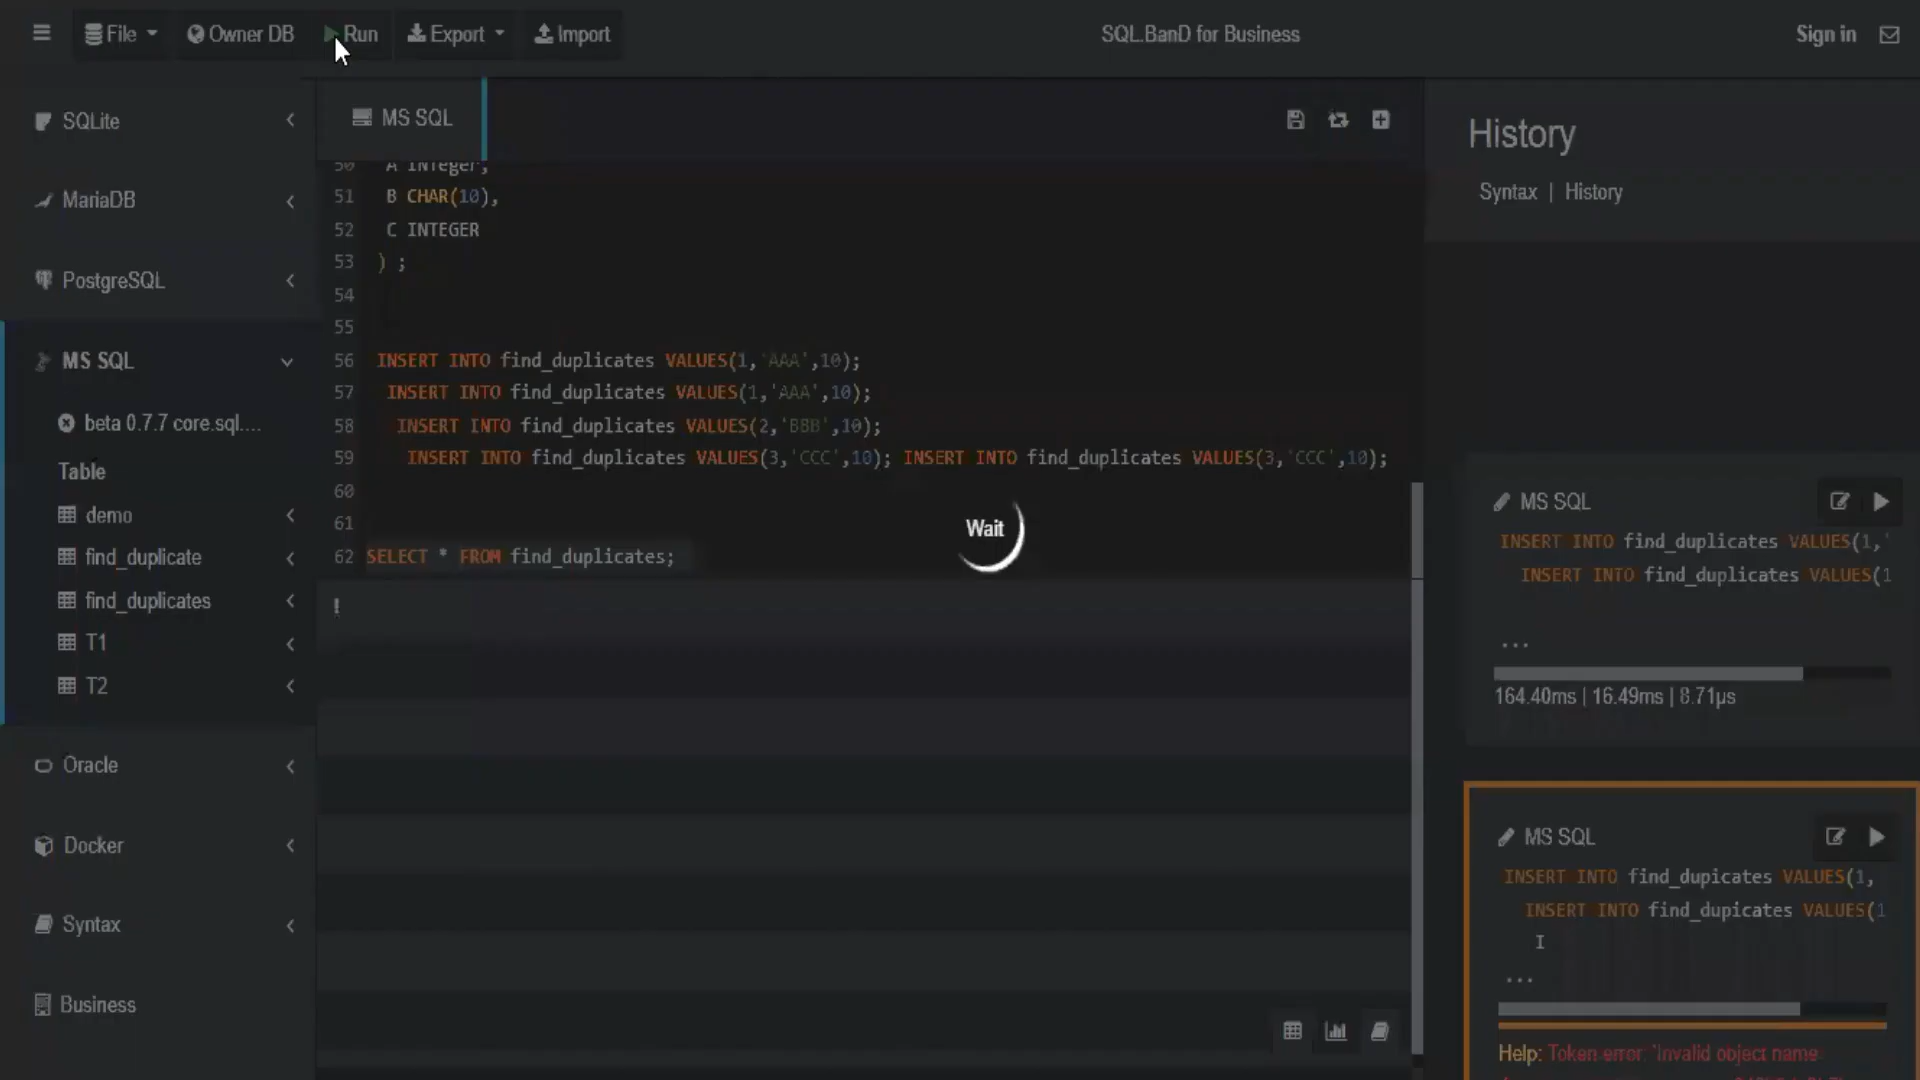 File Owner DB Run Export Import SQL.BanD for Business Sign in
SQLite
MariaDB
PostgreSQL
MS SQL
beta 0.7.7 core.sql....
Table
demo
find_duplicate
find_duplicates
T1
T2
Oracle
Docker
Syntax
Business
MS SQL
50 A INTeger,
51 B CHAR(10),
52 C INTEGER
53 ) ;
54
55
56 INSERT INTO find_duplicates VALUES(1,'AAA',10);
57 INSERT INTO find_duplicates VALUES(1,'AAA',10);
58 INSERT INTO find_duplicates VALUES(2,'BBB',10);
59 INSERT INTO find_duplicates VALUES(3,'CCC',10); INSERT INTO find_duplicates VALUES(3,'CCC',10);
60
61
62 SELECT * FROM find_duplicates;
Wait
!
History
Syntax | History
MS SQL
INSERT INTO find_duplicates VALUES(1,'
INSERT INTO find_duplicates VALUES(1
...
164.40ms | 16.49ms | 8.71µs
MS SQL
INSERT INTO find_dupicates VALUES(1,
INSERT INTO find_dupicates VALUES(1
...
Help: Token error: 'Invalid object name